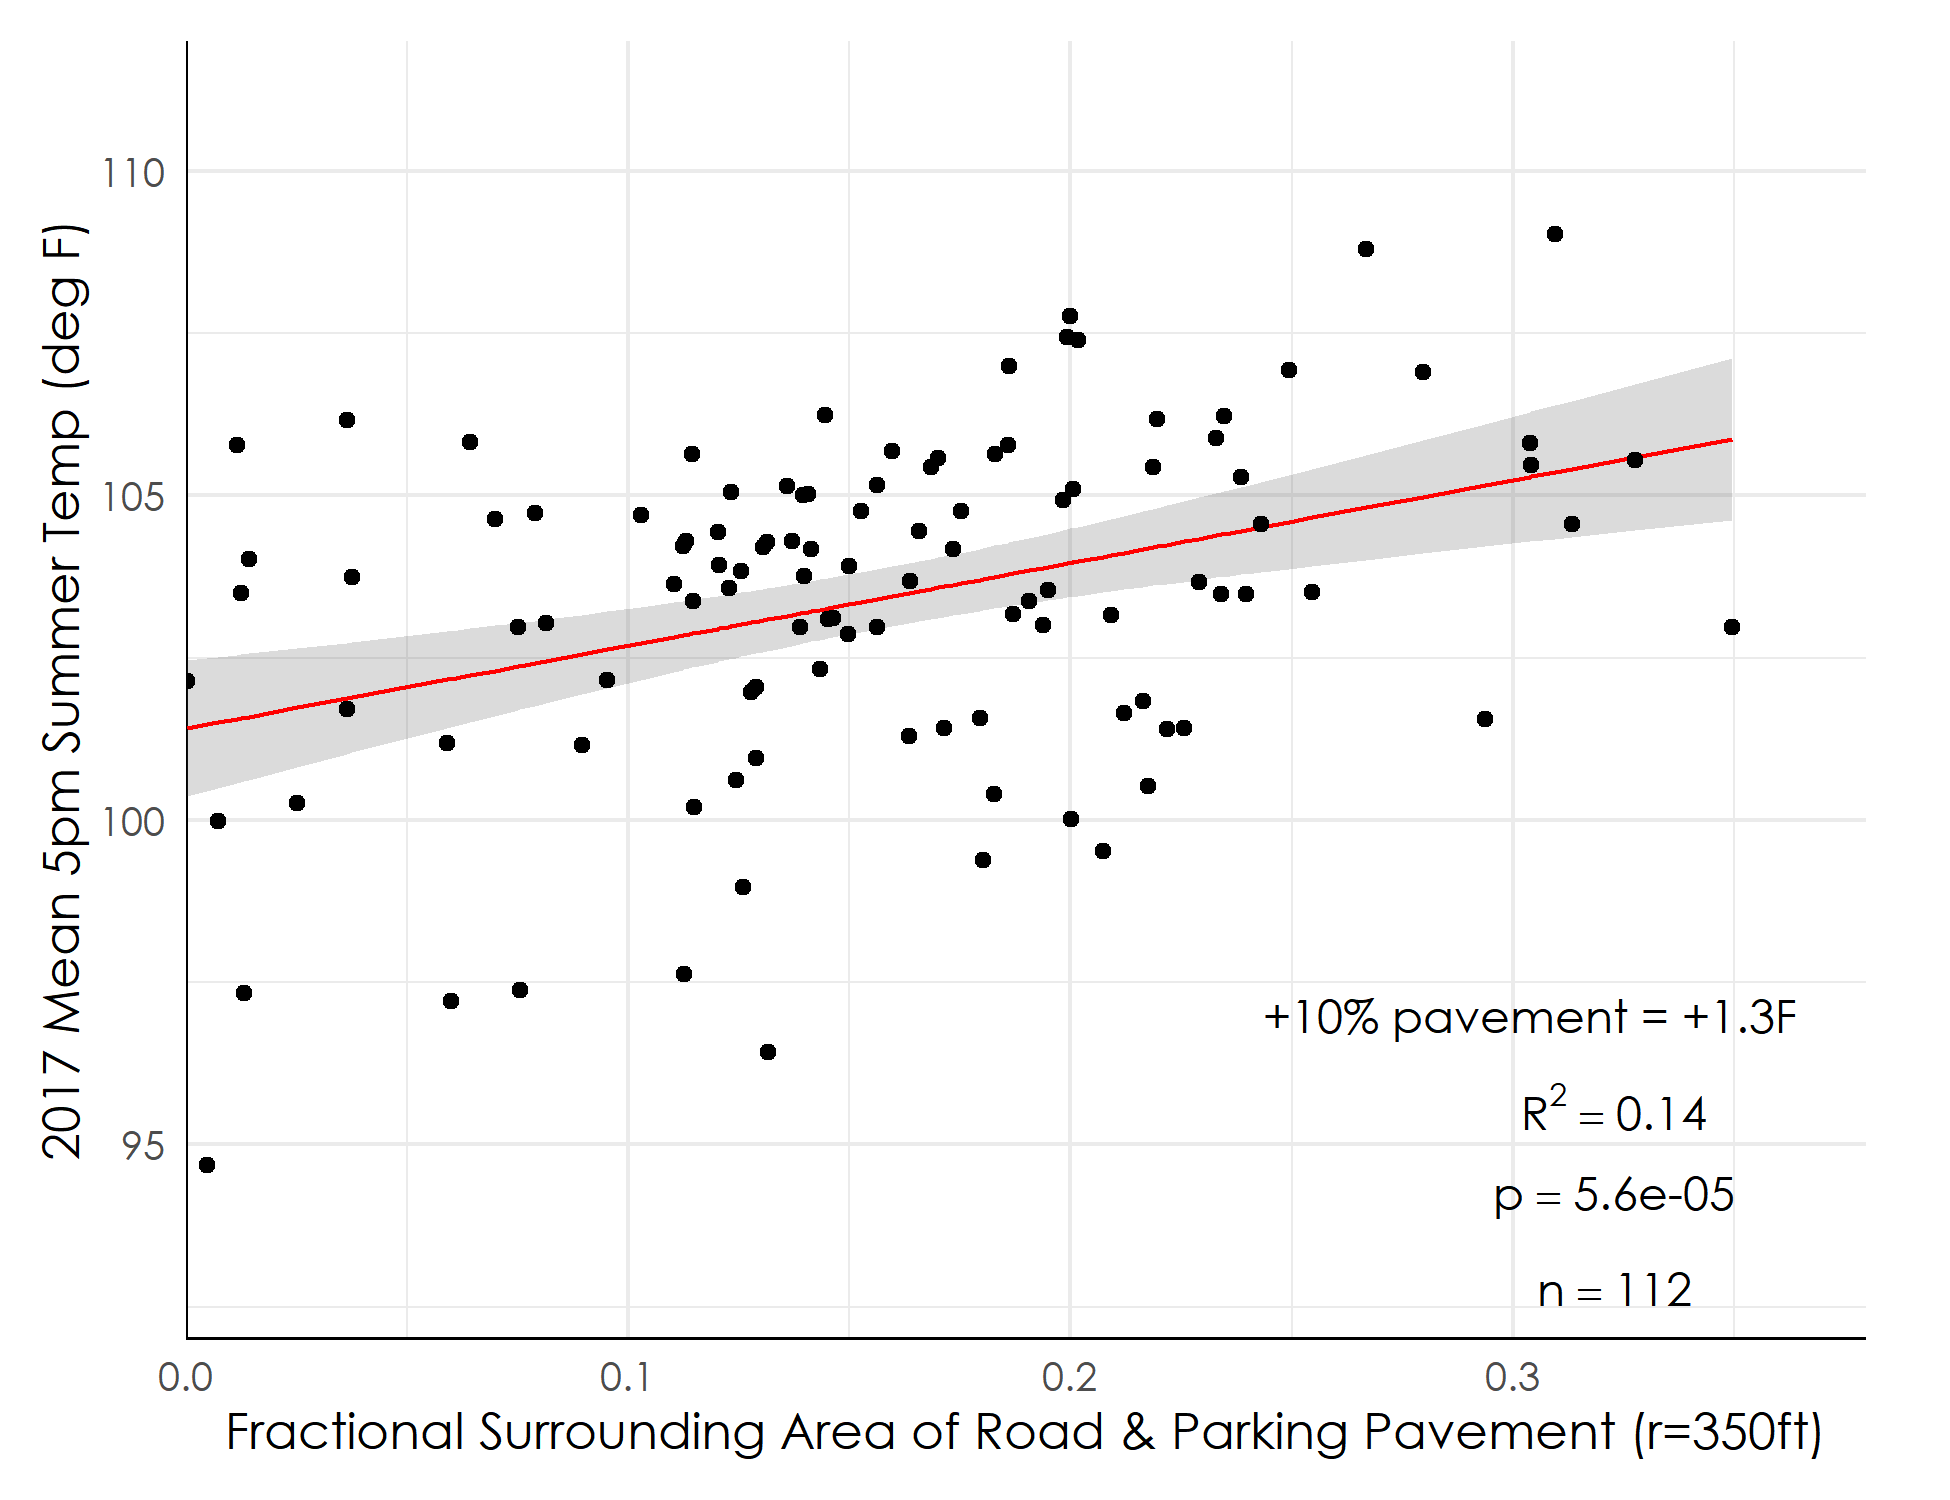 110
105
100
95
2017 Mean 5pm Summer Temp (deg F)
+10% pavement = +1.3F
R² = 0.14
p = 5.6e-05
n = 112
0.0 0.1 0.2 0.3
Fractional Surrounding Area of Road & Parking Pavement (r=350ft)